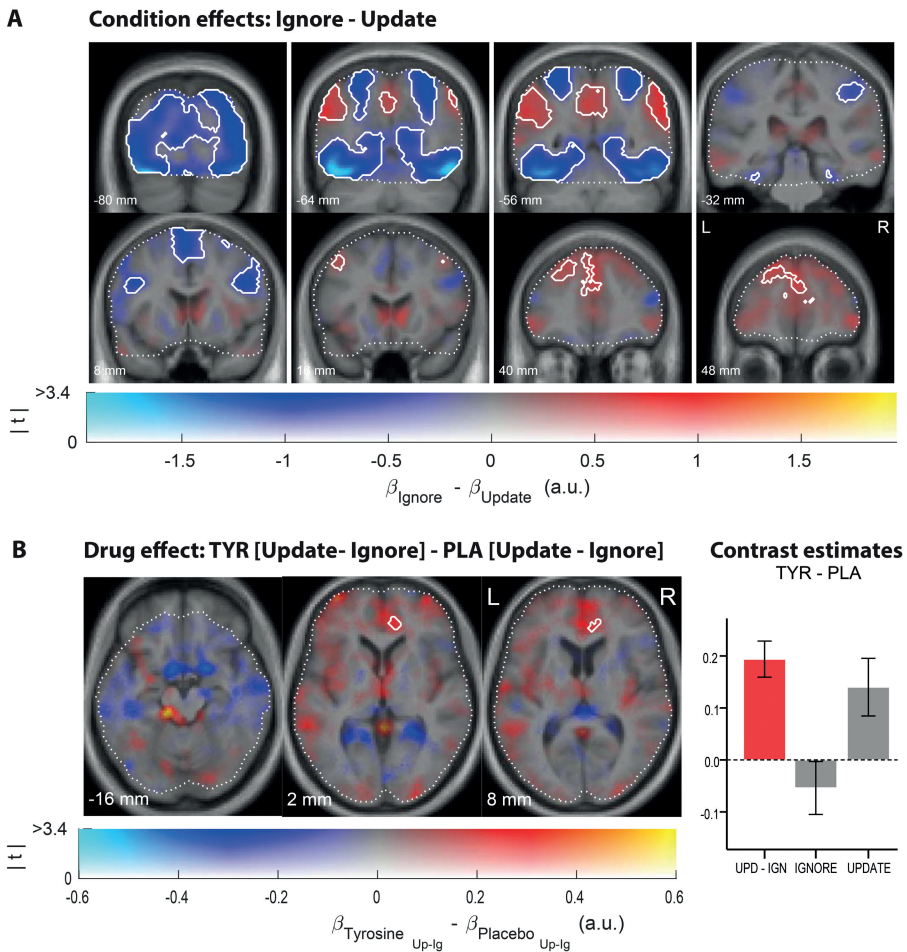 A
Condition effects: Ignore - Update
-80 mm
-64 mm
-56 mm
-32 mm
L
R
8 mm
16 mm
40 mm
48 mm
>3.4
| t |
0
-1.5 -1 -0.5 0 0.5 1 1.5
βIgnore - βUpdate (a.u.)
B
Drug effect: TYR [Update- Ignore] - PLA [Update - Ignore]
Contrast estimates
TYR - PLA
L
R
-16 mm
2 mm
8 mm
0.2
0.1
0.0
-0.1
UPD - IGN IGNORE UPDATE
>3.4
| t |
0
-0.6 -0.4 -0.2 0 0.2 0.4 0.6
βTyrosine Up-Ig - βPlacebo Up-Ig (a.u.)